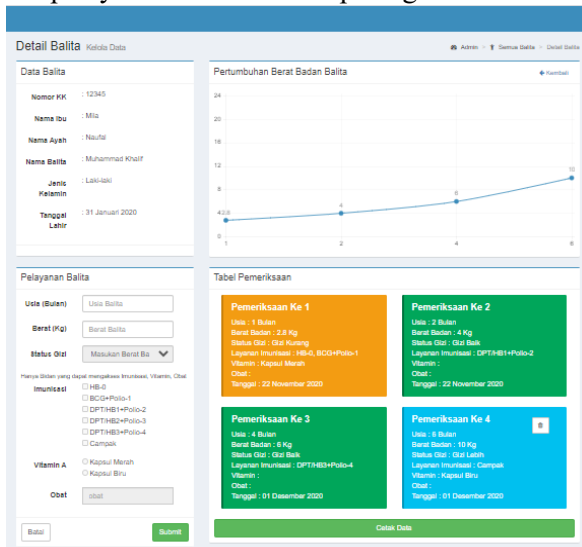 Detail Balita Kelola Data
Admin > Semua Balita > Detail Balita
Data Balita
Nomor KK : 12345
Nama Ibu : Mila
Nama Ayah : Naufal
Nama Balita : Muhammad Khalif
Jenis Kelamin : Laki-laki
Tanggal Lahir : 31 Januari 2020
Pertumbuhan Berat Badan Balita
Kembali
24
20
16
12
8
4
0
2.8
4
6
10
1 2 4 6
Pelayanan Balita
Usia (Bulan) Usia Balita
Berat (Kg) Berat Balita
Status Gizi Masukan Berat Ba
Hanya Bidan yang dapat mengakses Imunisasi, Vitamin, Obat
Imunisasi HB-0
BCG+Polio-1
DPT/HB1+Polio-2
DPT/HB2+Polio-3
DPT/HB3+Polio-4
Campak
Vitamin A Kapsul Merah
Kapsul Biru
Obat obat
Batal Submit
Tabel Pemeriksaan
Pemeriksaan Ke 1
Usia : 1 Bulan
Berat Badan : 2.8 Kg
Status Gizi : Gizi Kurang
Layanan Imunisasi : HB-0, BCG+Polio-1
Vitamin : Kapsul Merah
Obat :
Tanggal : 22 November 2020
Pemeriksaan Ke 2
Usia : 2 Bulan
Berat Badan : 4 Kg
Status Gizi : Gizi Baik
Layanan Imunisasi : DPT/HB1+Polio-2
Vitamin :
Obat :
Tanggal : 22 November 2020
Pemeriksaan Ke 3
Usia : 4 Bulan
Berat Badan : 6 Kg
Status Gizi : Gizi Baik
Layanan Imunisasi : DPT/HB3+Polio-4
Vitamin :
Obat :
Tanggal : 01 Desember 2020
Pemeriksaan Ke 4
Usia : 6 Bulan
Berat Badan : 10 Kg
Status Gizi : Gizi Lebih
Layanan Imunisasi : Campak
Vitamin : Kapsul Biru
Obat :
Tanggal : 01 Desember 2020
Cetak Data